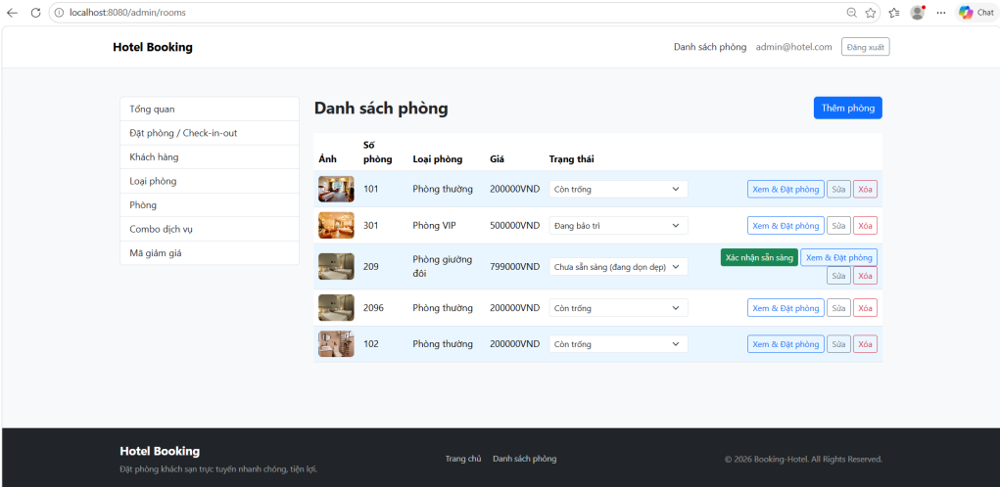 localhost:8080/admin/rooms
Chat
Hotel Booking
Danh sách phòng
admin@hotel.com
Đăng xuất
Tổng quan
Đặt phòng / Check-in-out
Khách hàng
Loại phòng
Phòng
Combo dịch vụ
Mã giảm giá
Danh sách phòng
Thêm phòng
Ảnh Số phòng Loại phòng Giá Trạng thái
101 Phòng thường 200000VND Còn trống Xem & Đặt phòng Sửa Xóa
301 Phòng VIP 500000VND Đang bảo trì Xem & Đặt phòng Sửa Xóa
209 Phòng giường đôi 799000VND Chưa sẵn sàng (đang dọn dẹp) Xác nhận sẵn sàng Xem & Đặt phòng Sửa Xóa
2096 Phòng thường 200000VND Còn trống Xem & Đặt phòng Sửa Xóa
102 Phòng thường 200000VND Còn trống Xem & Đặt phòng Sửa Xóa
Hotel Booking
Đặt phòng khách sạn trực tuyến nhanh chóng, tiện lợi.
Trang chủ Danh sách phòng
© 2026 Booking-Hotel. All Rights Reserved.